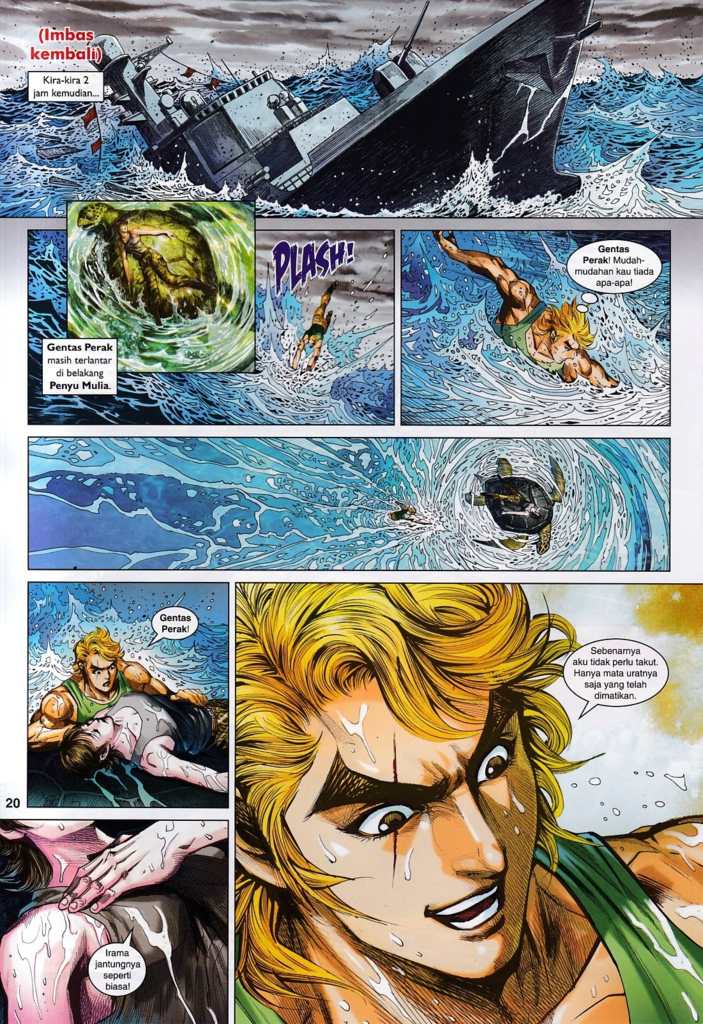 (Imbas
kembali)
Kira-kira 2
jam kemudian...
PLASH!
Gentas Perak
masih terlantar
di belakang
Penyu Mulia.
Gentas
Perak! Mudah-
mudahan kau tiada
apa-apa!
Gentas
Perak!
Sebenarnya
aku tidak perlu takut.
Hanya mata uratnya
saja yang telah
dimatikan.
20
Irama
jantungnya
seperti
biasa!